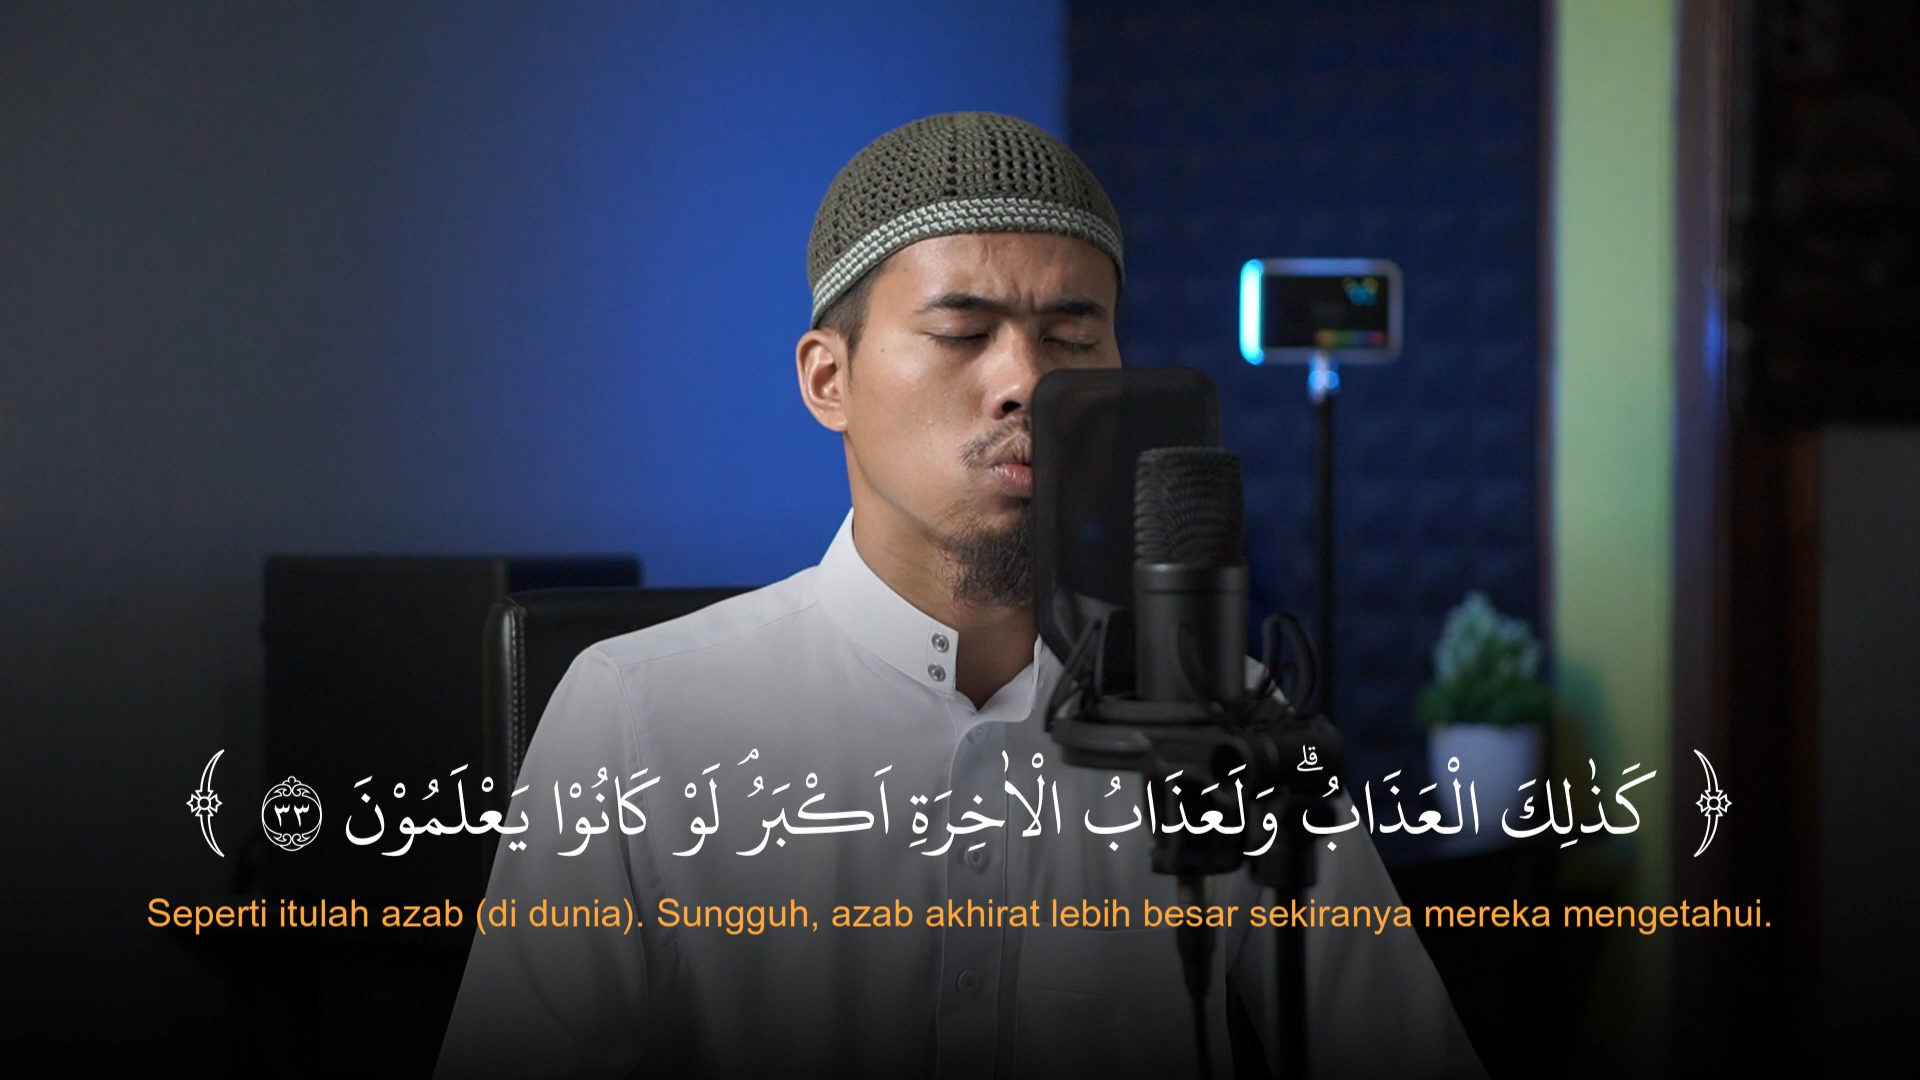 ﴿ كَذٰلِكَ الْعَذَابُۗ وَلَعَذَابُ الْاٰخِرَةِ اَكْبَرُۘ لَوْ كَانُوْا يَعْلَمُوْنَ ٣٣ ﴾
Seperti itulah azab (di dunia). Sungguh, azab akhirat lebih besar sekiranya mereka mengetahui.